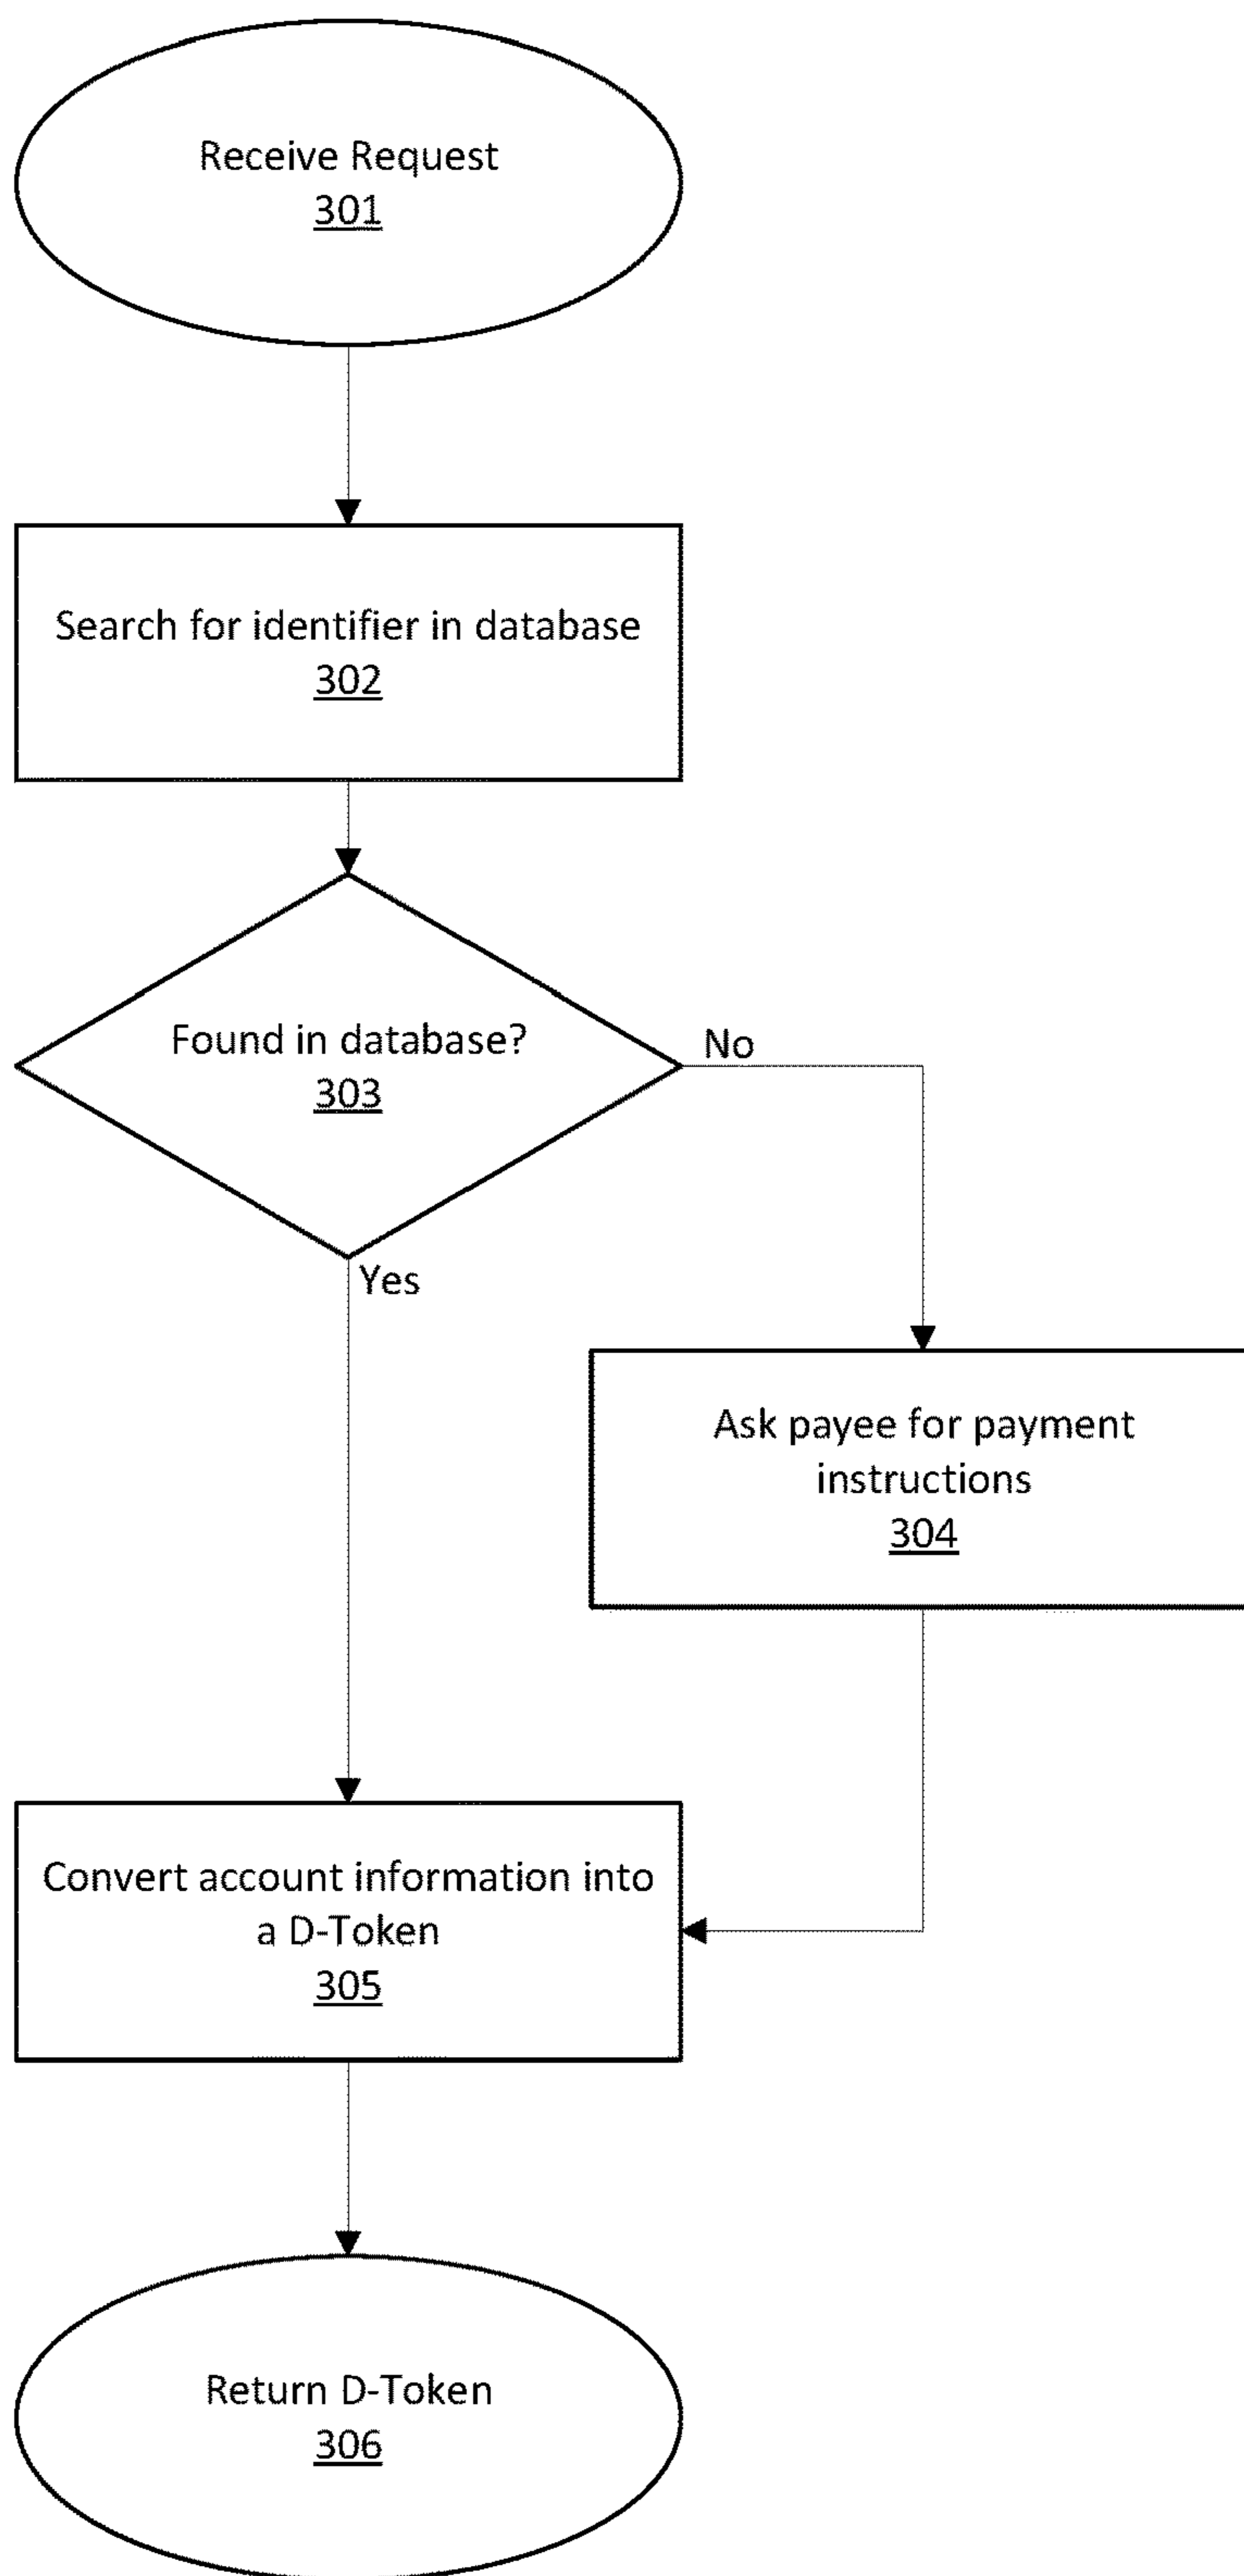 Receive Request
301
Search for identifier in database
302
Found in database?
303
No
Yes
Ask payee for payment
instructions
304
Convert account information into
a D-Token
305
Return D-Token
306